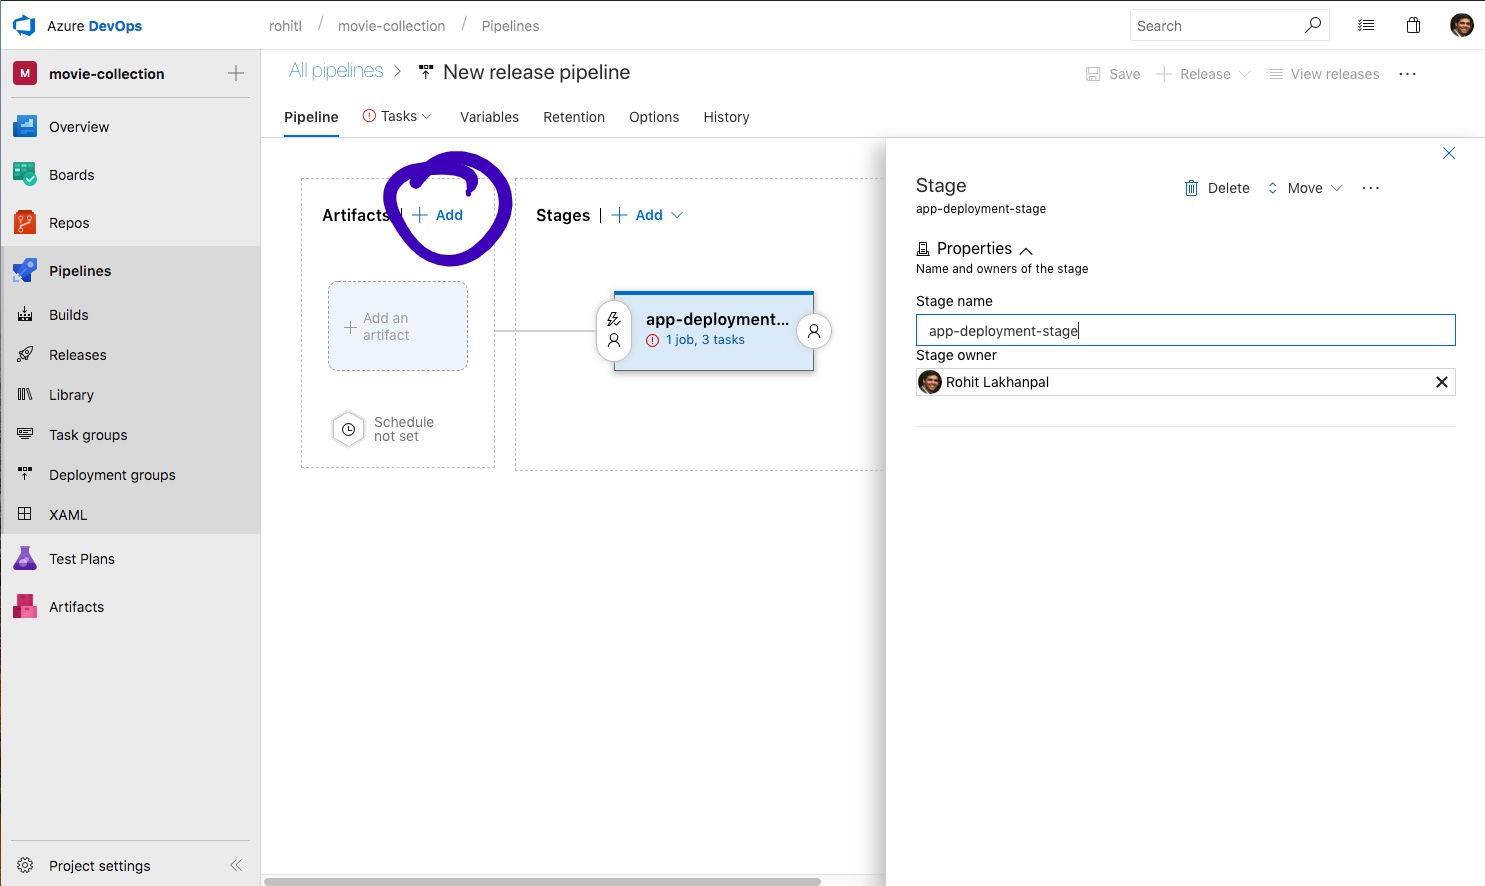 Azure DevOps
rohitl / movie-collection / Pipelines
Search
M movie-collection
Overview
Boards
Repos
Pipelines
Builds
Releases
Library
Task groups
Deployment groups
XAML
Test Plans
Artifacts
Project settings
All pipelines > New release pipeline
Save
Release
View releases
Pipeline
Tasks
Variables
Retention
Options
History
Artifacts | + Add
Add an
artifact
Schedule
not set
Stages | + Add
app-deployment...
1 job, 3 tasks
Stage
app-deployment-stage
Delete
Move
Properties
Name and owners of the stage
Stage name
app-deployment-stage
Stage owner
Rohit Lakhanpal